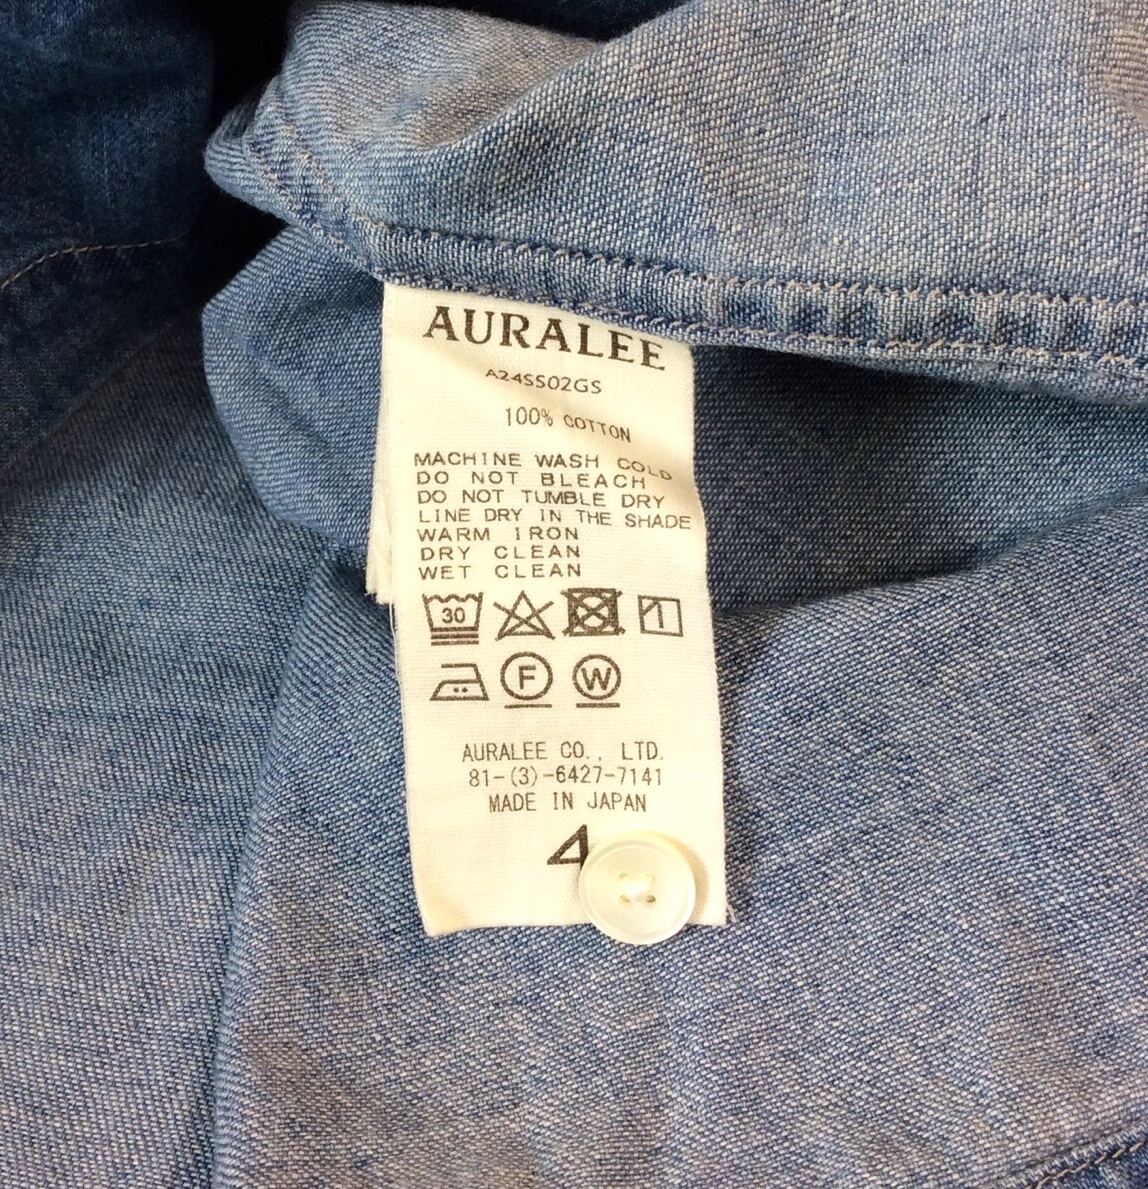 AURALEE
A24SS02GS
100% COTTON
MACHINE WASH COLD
DO NOT BLEACH
DO NOT TUMBLE DRY
LINE DRY IN THE SHADE
WARM IRON
DRY CLEAN
WET CLEAN
30
F W
AURALEE CO., LTD.
81-(3)-6427-7141
MADE IN JAPAN
4